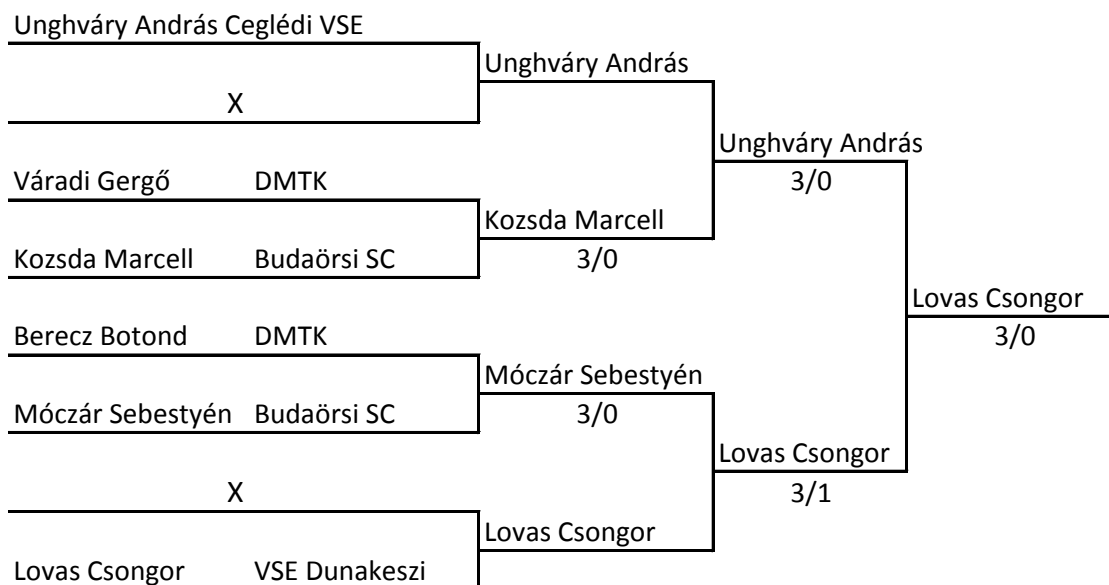 Unghváry András Ceglédi VSE
Unghváry András
X
Unghváry András
Váradi Gergő DMTK
3/0
Kozsda Marcell
Kozsda Marcell Budaörsi SC
3/0
Lovas Csongor
Berecz Botond DMTK
3/0
Móczár Sebestyén
Móczár Sebestyén Budaörsi SC
3/0
Lovas Csongor
X
3/1
Lovas Csongor
Lovas Csongor VSE Dunakeszi